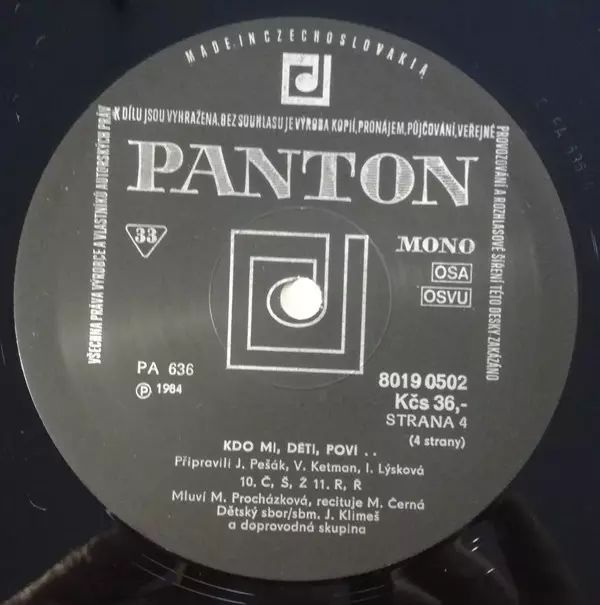 MADE IN CZECHOSLOVAKIA
VŠECHNA PRÁVA VÝROBCE A VLASTNÍKŮ AUTORSKÝCH PRÁV
K DÍLU JSOU VYHRAŽENA. BEZ SOUHLASU JE VÝROBA KOPIÍ, PRONÁJEM, PŮJČOVÁNÍ, VEŘEJNÉ
PROVOZOVÁNÍ A ROZHLASOVÉ ŠÍŘENÍ TÉTO DESKY ZAKÁZÁNO
PANTON
33
MONO
OSA
OSVU
PA 636
Ⓟ 1984
8019 0502
Kčs 36,-
STRANA 4
(4 strany)
KDO MI, DĚTI, POVÍ . .
Připravili J. Pešák, V. Ketman, I. Lýsková
10. Č, Š, Ž 11. R, Ř
Mluví M. Procházková, recituje M. Černá
Dětský sbor/sbm. J. Klimeš
a doprovodná skupina